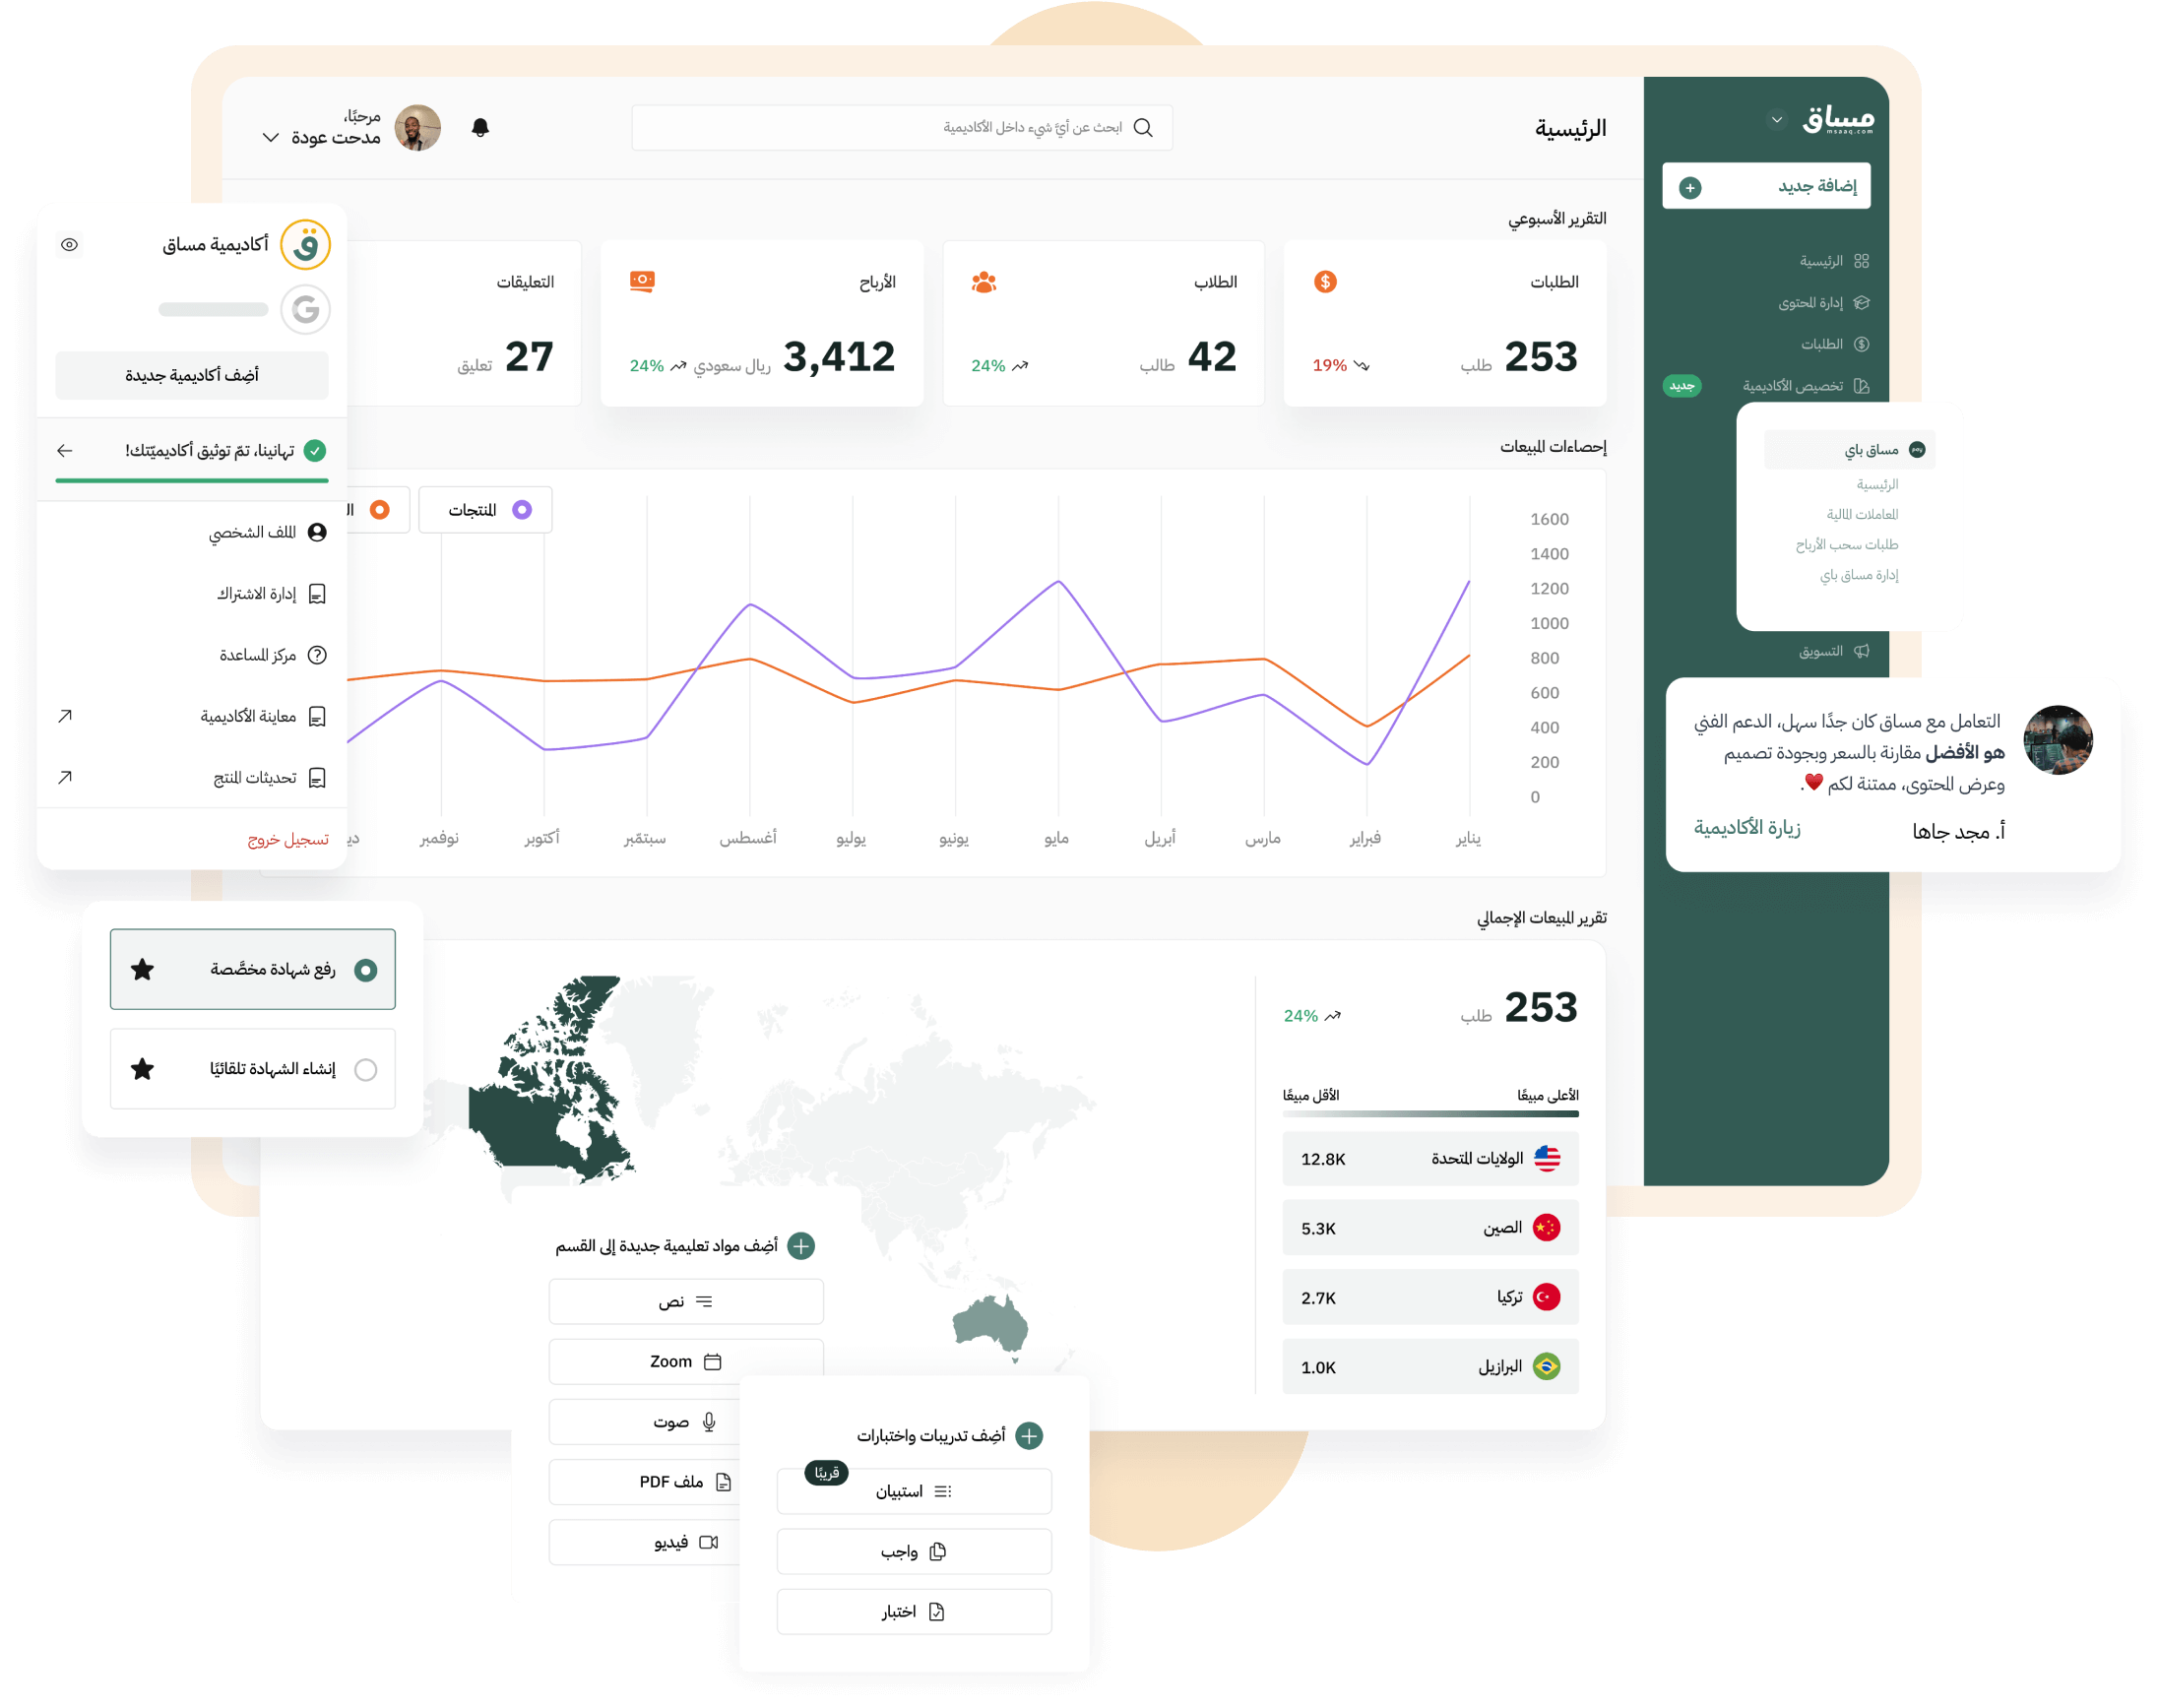 مساق
msaaq.com
إضافة جديد
الرئيسية
إدارة المحتوى
الطلبات
تخصيص الأكاديمية
جديد
مساق باي
الرئيسية
المعاملات المالية
طلبات سحب الأرباح
إدارة مساق باي
التسويق
التعامل مع مساق كان جدًا سهل، الدعم الفني
هو الأفضل مقارنة بالسعر وبجودة تصميم
وعرض المحتوى، ممتنة لكم ♥.
أ. مجد جاها
زيارة الأكاديمية
الرئيسية
ابحث عن أيّ شيء داخل الأكاديمية
مرحبًا،
مدحت عودة
التقرير الأسبوعي
الطلبات
253 طلب
19%
الطلاب
42 طالب
24%
الأرباح
3,412 ريال سعودي
24%
التعليقات
27 تعليق
إحصاءات المبيعات
المنتجات
1600
1400
1200
1000
800
600
400
200
0
يناير فبراير مارس أبريل مايو يونيو يوليو أغسطس سبتمّبر أكتوبر نوفمبر
تقرير المبيعات الإجمالي
253 طلب
24%
الأعلى مبيعًا
الأقل مبيعًا
الولايات المتحدة 12.8K
الصين 5.3K
تركيا 2.7K
البرازيل 1.0K
أكاديمية مساق
أضِف أكاديمية جديدة
تهانينا، تمّ توثيق أكاديميّتك!
الملف الشخصي
إدارة الاشتراك
مركز المساعدة
معاينة الأكاديمية
تحديثات المنتج
تسجيل خروج
رفع شهادة مخصَّصة
إنشاء الشهادة تلقائيًا
أضِف مواد تعليمية جديدة إلى القسم
نص
Zoom
صوت
ملف PDF
فيديو
أضِف تدريبات واختبارات
قريبًا
استبيان
واجب
اختبار